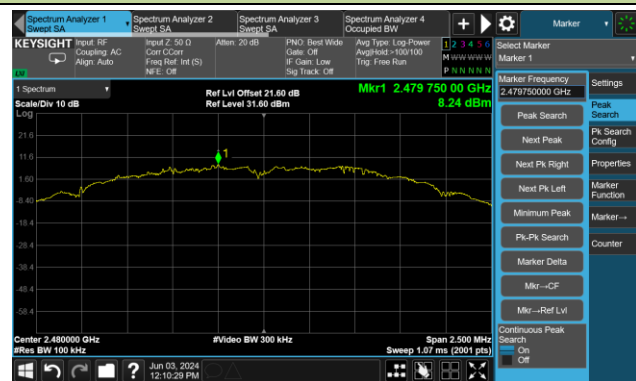 Spectrum Analyzer 1
Swept SA
Spectrum Analyzer 2
Swept SA
Spectrum Analyzer 3
Swept SA
Spectrum Analyzer 4
Occupied BW
Marker
KEYSIGHT
Input: RF
Coupling: AC
Align: Auto
Input Z: 50 Ω
Corr CCorr
Freq Ref: Int (S)
NFE: Off
Atten: 20 dB
PNO: Best Wide
Gate: Off
IF Gain: Low
Sig Track: Off
Avg Type: Log-Power
Avg|Hold:>100/100
Trig: Free Run
1 2 3 4 5 6
M W W W W W
P N N N N N
Select Marker
Marker 1
LW
1 Spectrum
Scale/Div 10 dB
Log
Ref Lvl Offset 21.60 dB
Ref Level 31.60 dBm
Mkr1 2.479 750 00 GHz
8.24 dBm
1
21.6
11.6
1.60
-8.40
-18.4
-28.4
-38.4
-48.4
-58.4
Center 2.480000 GHz
#Res BW 100 kHz
#Video BW 300 kHz
Span 2.500 MHz
Sweep 1.07 ms (2001 pts)
Marker Frequency
2.479750000 GHz
Peak Search
Next Peak
Next Pk Right
Next Pk Left
Minimum Peak
Pk-Pk Search
Marker Delta
Mkr→CF
Mkr→Ref Lvl
Continuous Peak
Search
On
Off
Settings
Peak
Search
Pk Search
Config
Properties
Marker
Function
Marker→
Counter
?
Jun 03, 2024
12:10:29 PM